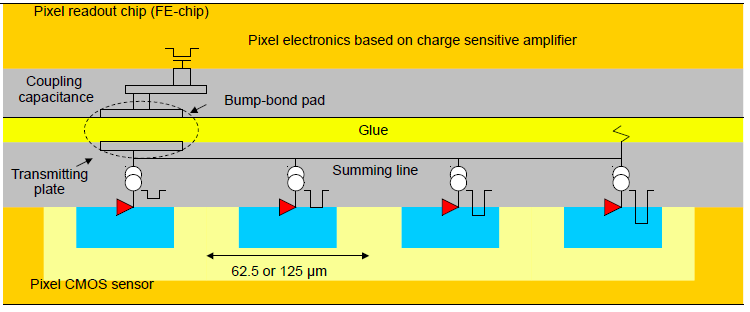 Pixel readout chip (FE-chip)
Pixel electronics based on charge sensitive amplifier
Coupling
capacitance
Bump-bond pad
Glue
Transmitting
plate
Summing line
62.5 or 125 µm
Pixel CMOS sensor